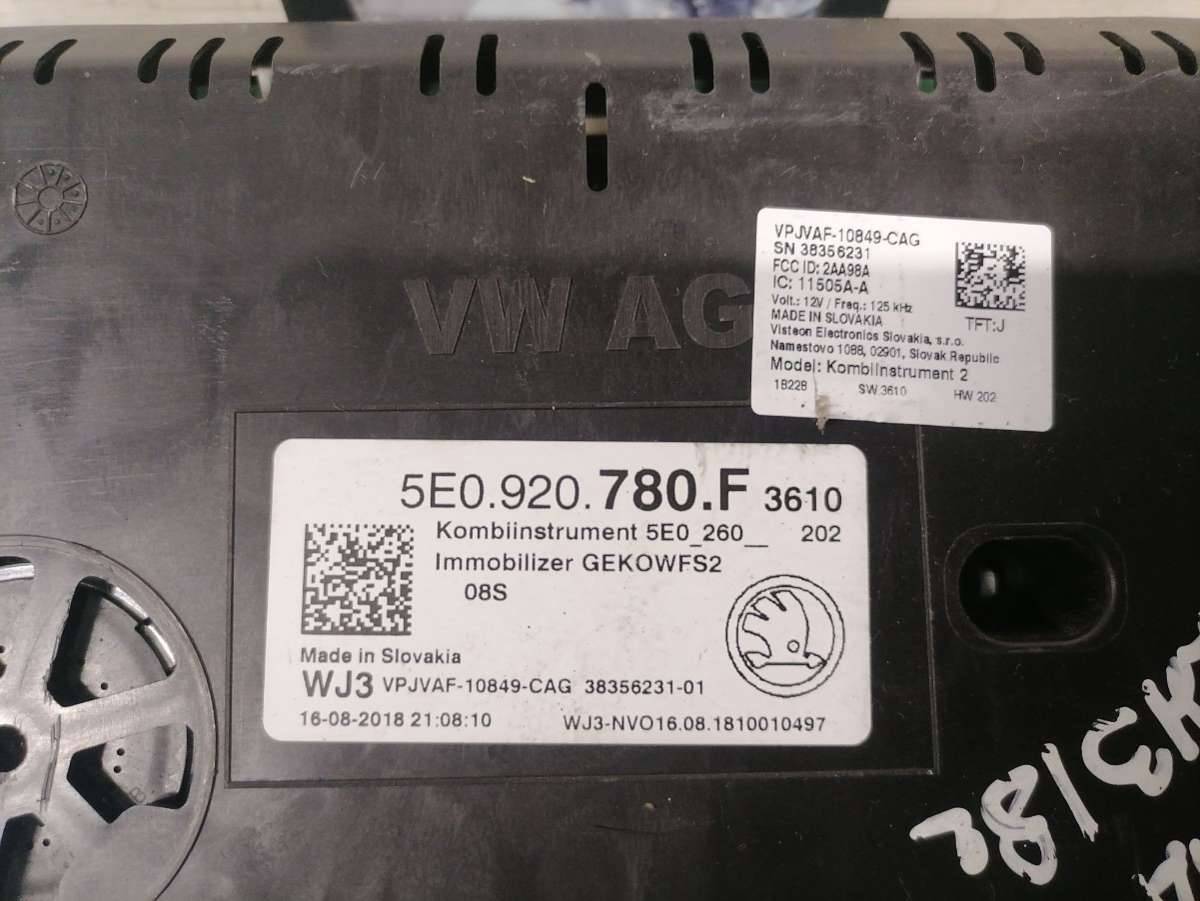 VW AG
VPJVAF-10849-CAG
SN 38356231
FCC ID: 2AA98A
IC: 11505A-A
Volt.: 12V / Freq.: 125 kHz
MADE IN SLOVAKIA
TFT:J
Visteon Electronics Slovakia, s.r.o.
Namestovo 1088, 02901, Slovak Republic
Model: KombiInstrument 2
1B228 SW 3610 HW 202
5E0.920.780.F 3610
Kombiinstrument 5E0_260__ 202
Immobilizer GEKOWFS2
08S
Made in Slovakia
WJ3 VPJVAF-10849-CAG 38356231-01
16-08-2018 21:08:10 WJ3-NVO16.08.1810010497